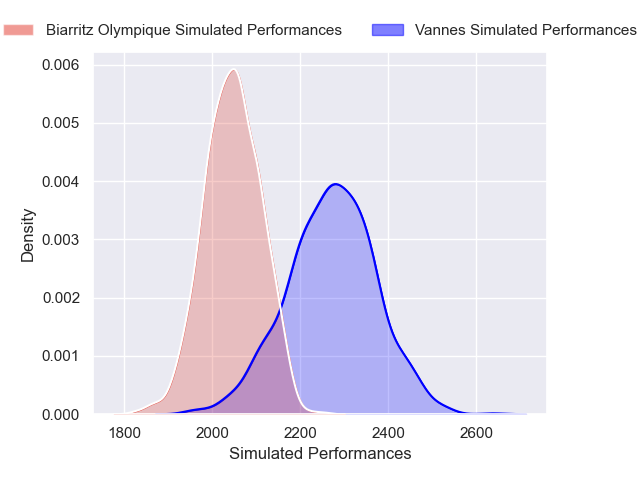 Biarritz Olympique Simulated Performances
Vannes Simulated Performances
0.006
0.005
0.004
0.003
0.002
0.001
0.000
Density
1800 2000 2200 2400 2600
Simulated Performances